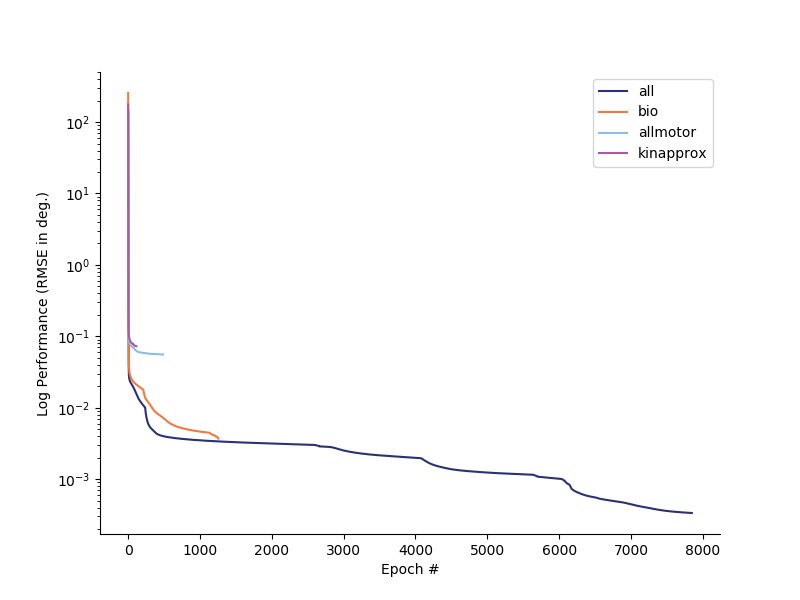 all
bio
allmotor
kinapprox
10²
10¹
10⁰
10⁻¹
10⁻²
10⁻³
Log Performance (RMSE in deg.)
0 1000 2000 3000 4000 5000 6000 7000 8000
Epoch #